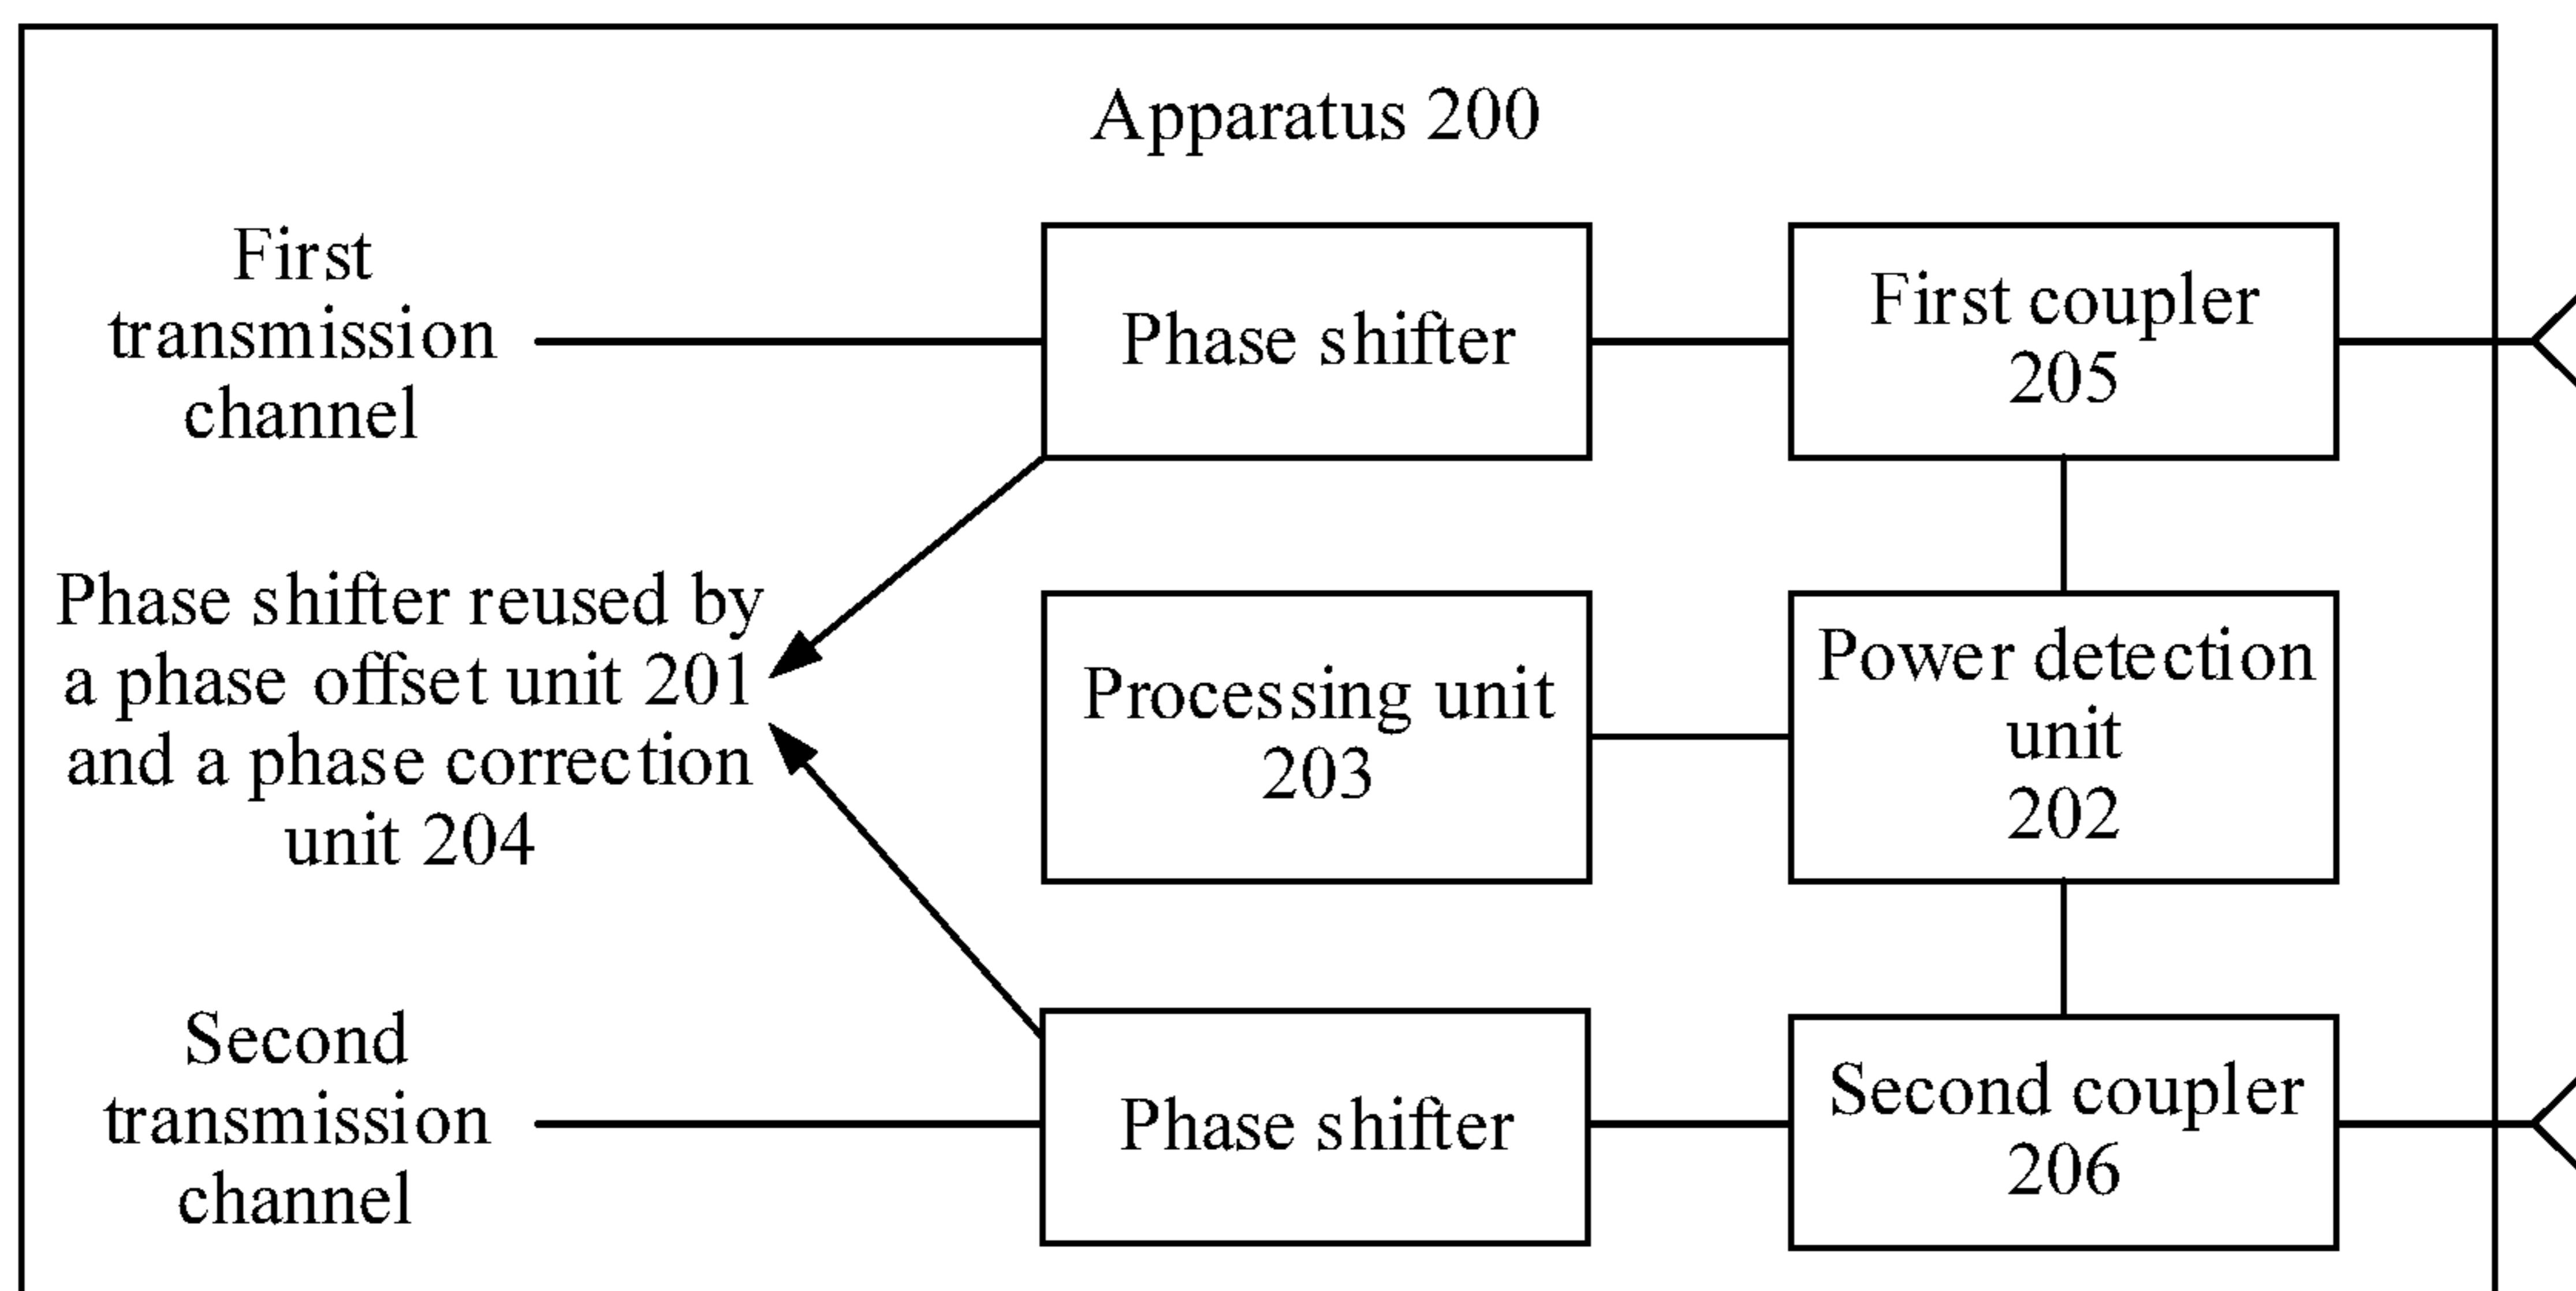 Apparatus 200
First
transmission
channel
Phase shifter
First coupler
205
Phase shifter reused by
a phase offset unit 201
and a phase correction
unit 204
Processing unit
203
Power detection
unit
202
Second
transmission
channel
Phase shifter
Second coupler
206